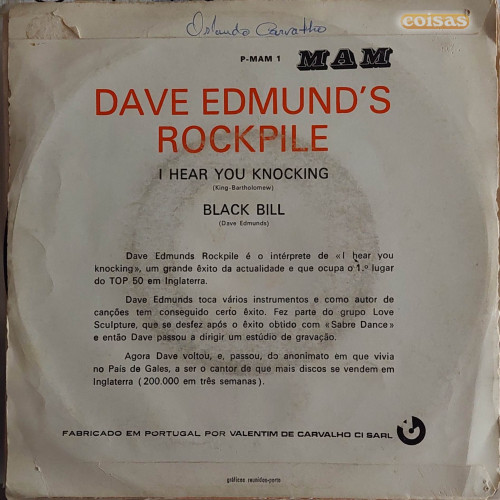 coisas
Orlando Carvalho
P-MAM 1 MAM
DAVE EDMUND'S
ROCKPILE
I HEAR YOU KNOCKING
(King-Bartholomew)
BLACK BILL
(Dave Edmunds)
Dave Edmunds Rockpile é o intérprete de «I hear you
knocking», um grande êxito da actualidade e que ocupa o 1.º lugar
do TOP 50 em Inglaterra.
Dave Edmunds toca vários instrumentos e como autor de
canções tem conseguido certo êxito. Fez parte do grupo Love
Sculpture, que se desfez após o êxito obtido com «Sabre Dance»
e então Dave passou a dirigir um estúdio de gravação.
Agora Dave voltou, e, passou, do anonimato em que vivia
no País de Gales, a ser o cantor de que mais discos se vendem em
Inglaterra (200.000 em três semanas).
FABRICADO EM PORTUGAL POR VALENTIM DE CARVALHO CI SARL
gráficos reunidos-porto